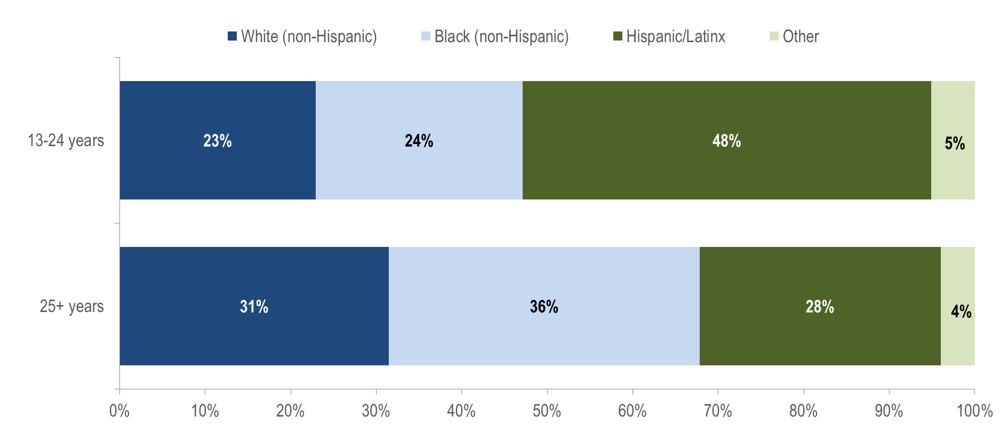 White (non-Hispanic) Black (non-Hispanic) Hispanic/Latinx Other
13-24 years 23% 24% 48% 5%
25+ years 31% 36% 28% 4%
0% 10% 20% 30% 40% 50% 60% 70% 80% 90% 100%